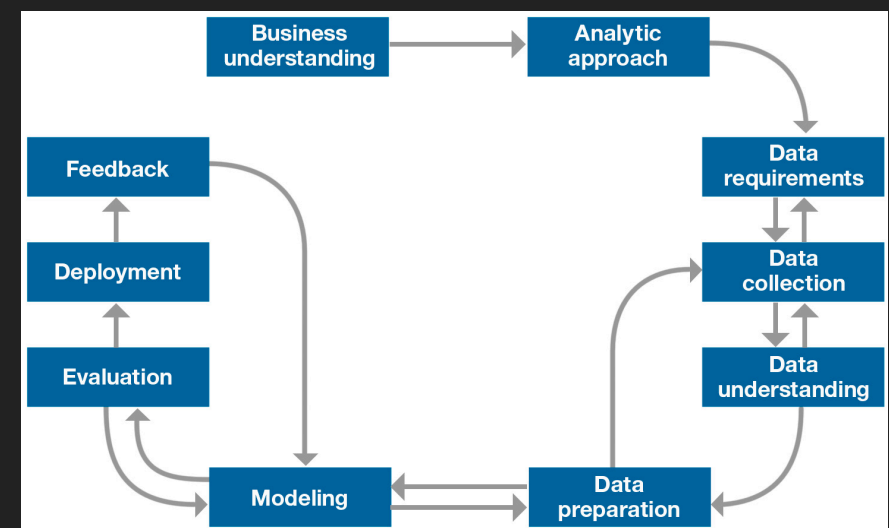 Business
understanding
Analytic
approach
Data
requirements
Data
collection
Data
understanding
Data
preparation
Modeling
Evaluation
Deployment
Feedback